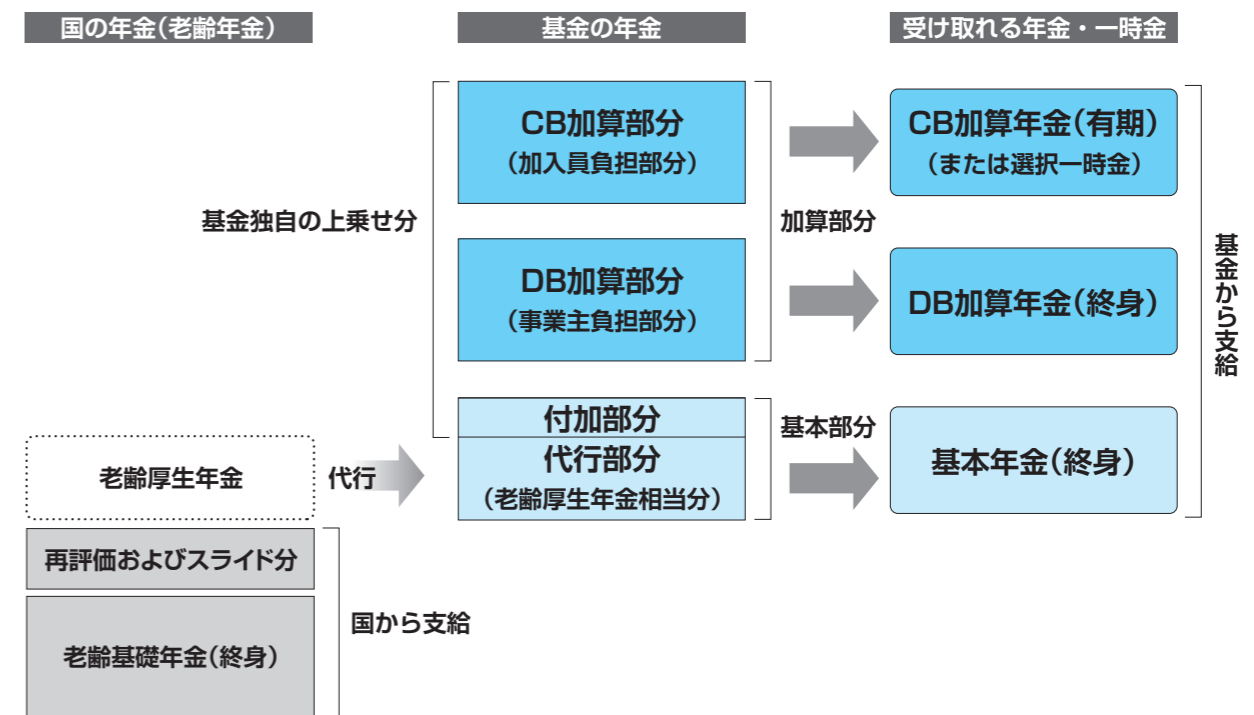 国の年金(老齢年金)
基金の年金
受け取れる年金・一時金
CB加算部分
(加入員負担部分)
CB加算年金(有期)
(または選択一時金)
基金独自の上乗せ分
加算部分
DB加算部分
(事業主負担部分)
DB加算年金(終身)
基金から支給
付加部分
基本部分
代行部分
(老齢厚生年金相当分)
基本年金(終身)
老齢厚生年金
代行
再評価およびスライド分
国から支給
老齢基礎年金(終身)